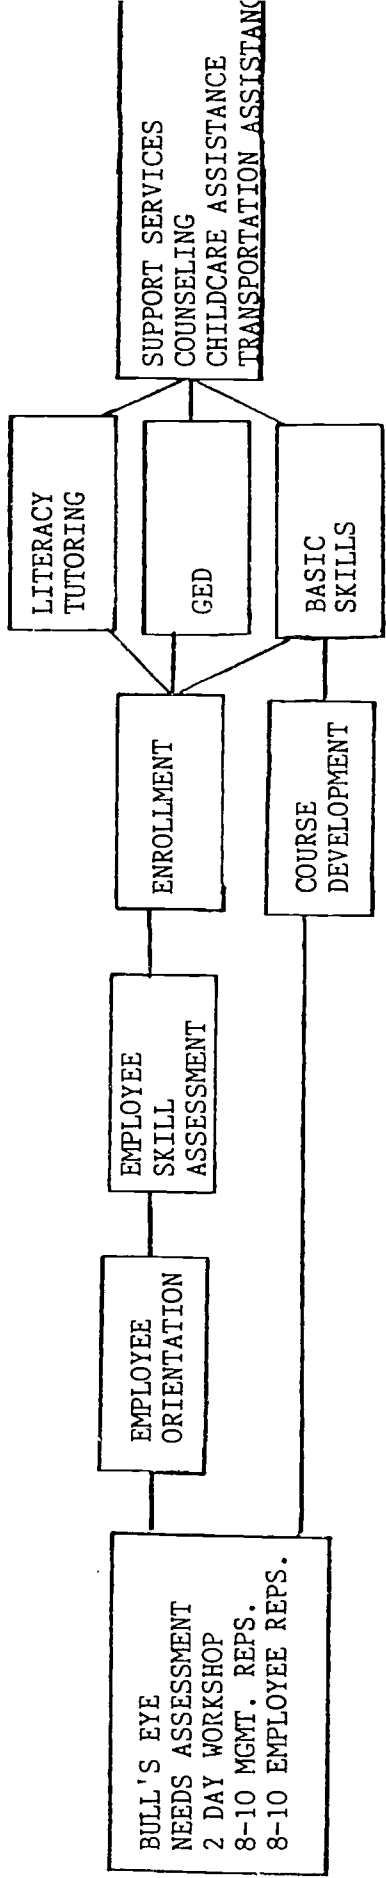 BULL'S EYE
NEEDS ASSESSMENT
2 DAY WORKSHOP
8-10 MGMT. REPS.
8-10 EMPLOYEE REPS.
EMPLOYEE
ORIENTATION
EMPLOYEE
SKILL
ASSESSMENT
ENROLLMENT
COURSE
DEVELOPMENT
LITERACY
TUTORING
GED
BASIC
SKILLS
SUPPORT SERVICES
COUNSELING
CHILDCARE ASSISTANCE
TRANSPORTATION